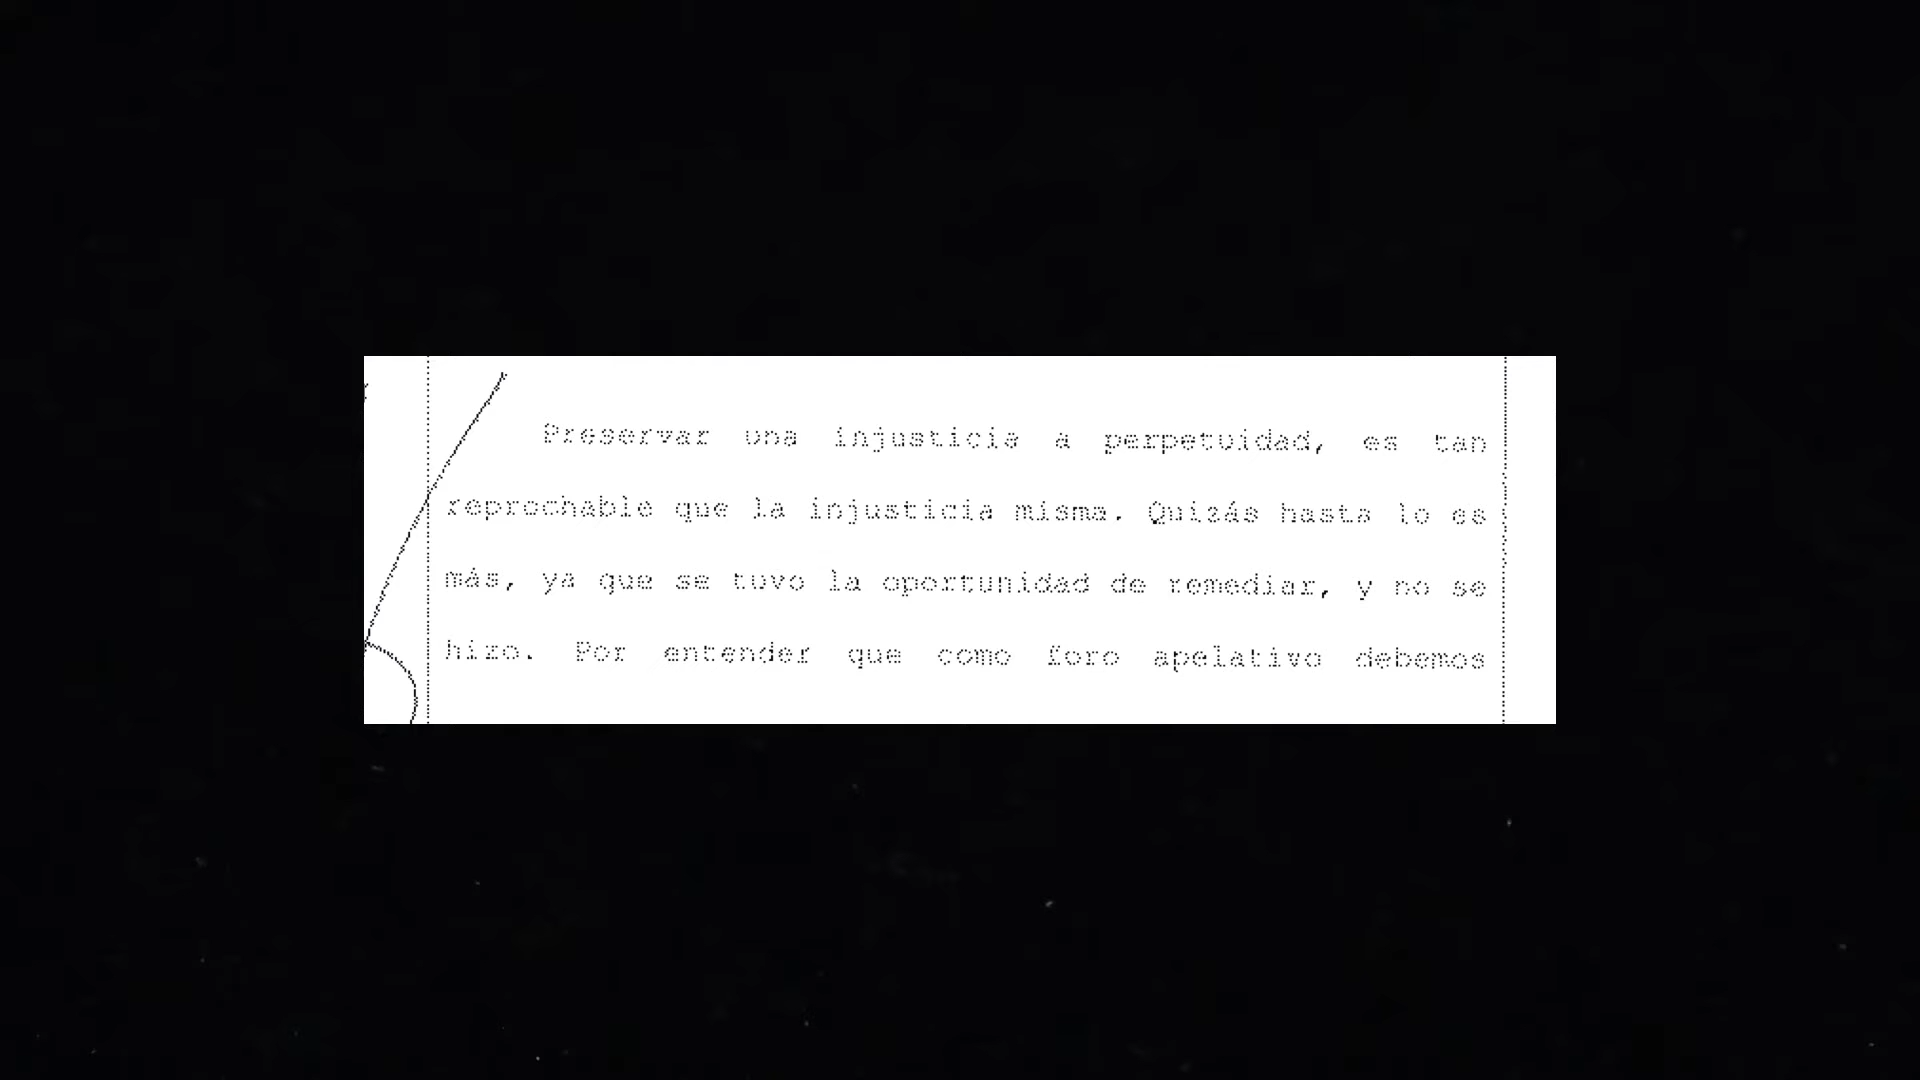 Preservar una injusticia a perpetuidad, es tan
reprochable que la injusticia misma. Quizás hasta lo es
más, ya que se tuvo la oportunidad de remediar, y no se
hizo. Por entender que como foro apelativo debemos